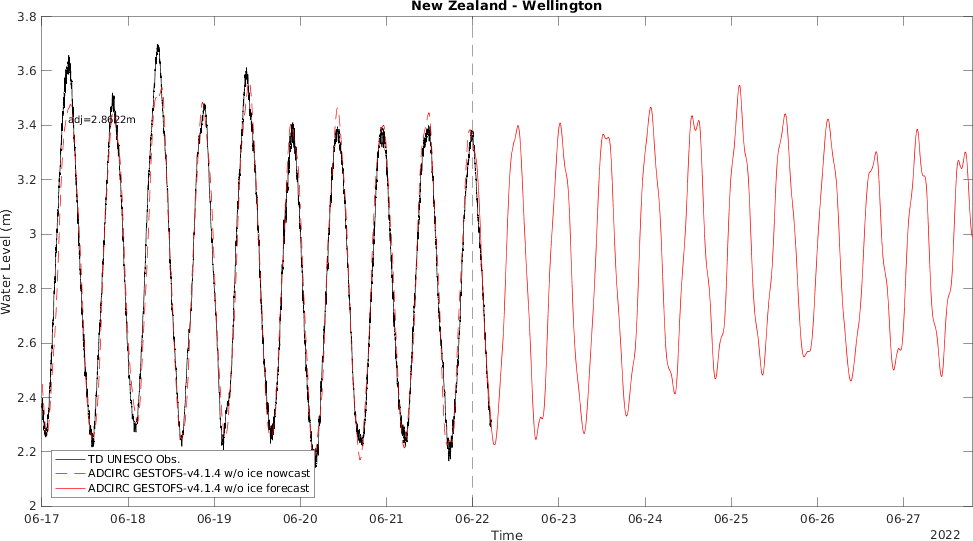 New Zealand - Wellington
3.8
3.6
3.4
3.2
3
2.8
2.6
2.4
2.2
2
Water Level (m)
adj=2.8622m
TD UNESCO Obs.
ADCIRC GESTOFS-v4.1.4 w/o ice nowcast
ADCIRC GESTOFS-v4.1.4 w/o ice forecast
06-17 06-18 06-19 06-20 06-21 06-22 06-23 06-24 06-25 06-26 06-27
Time
2022